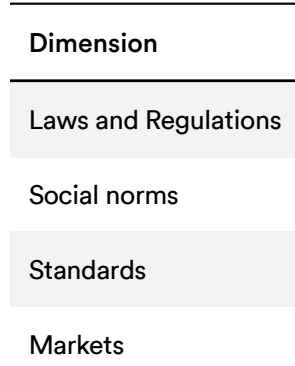 Dimension
Laws and Regulations
Social norms
Standards
Markets